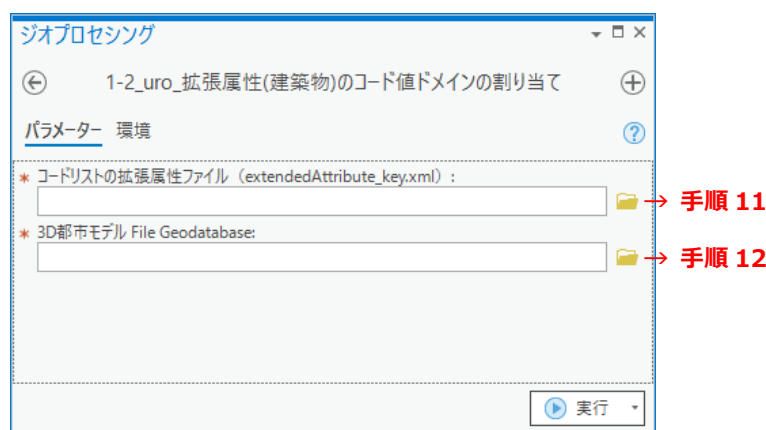 ジオプロセシング
1-2_uro_拡張属性(建築物)のコード値ドメインの割り当て
パラメーター 環境
* コードリストの拡張属性ファイル（extendedAttribute_key.xml）:
→ 手順 11
* 3D都市モデル File Geodatabase:
→ 手順 12
実行